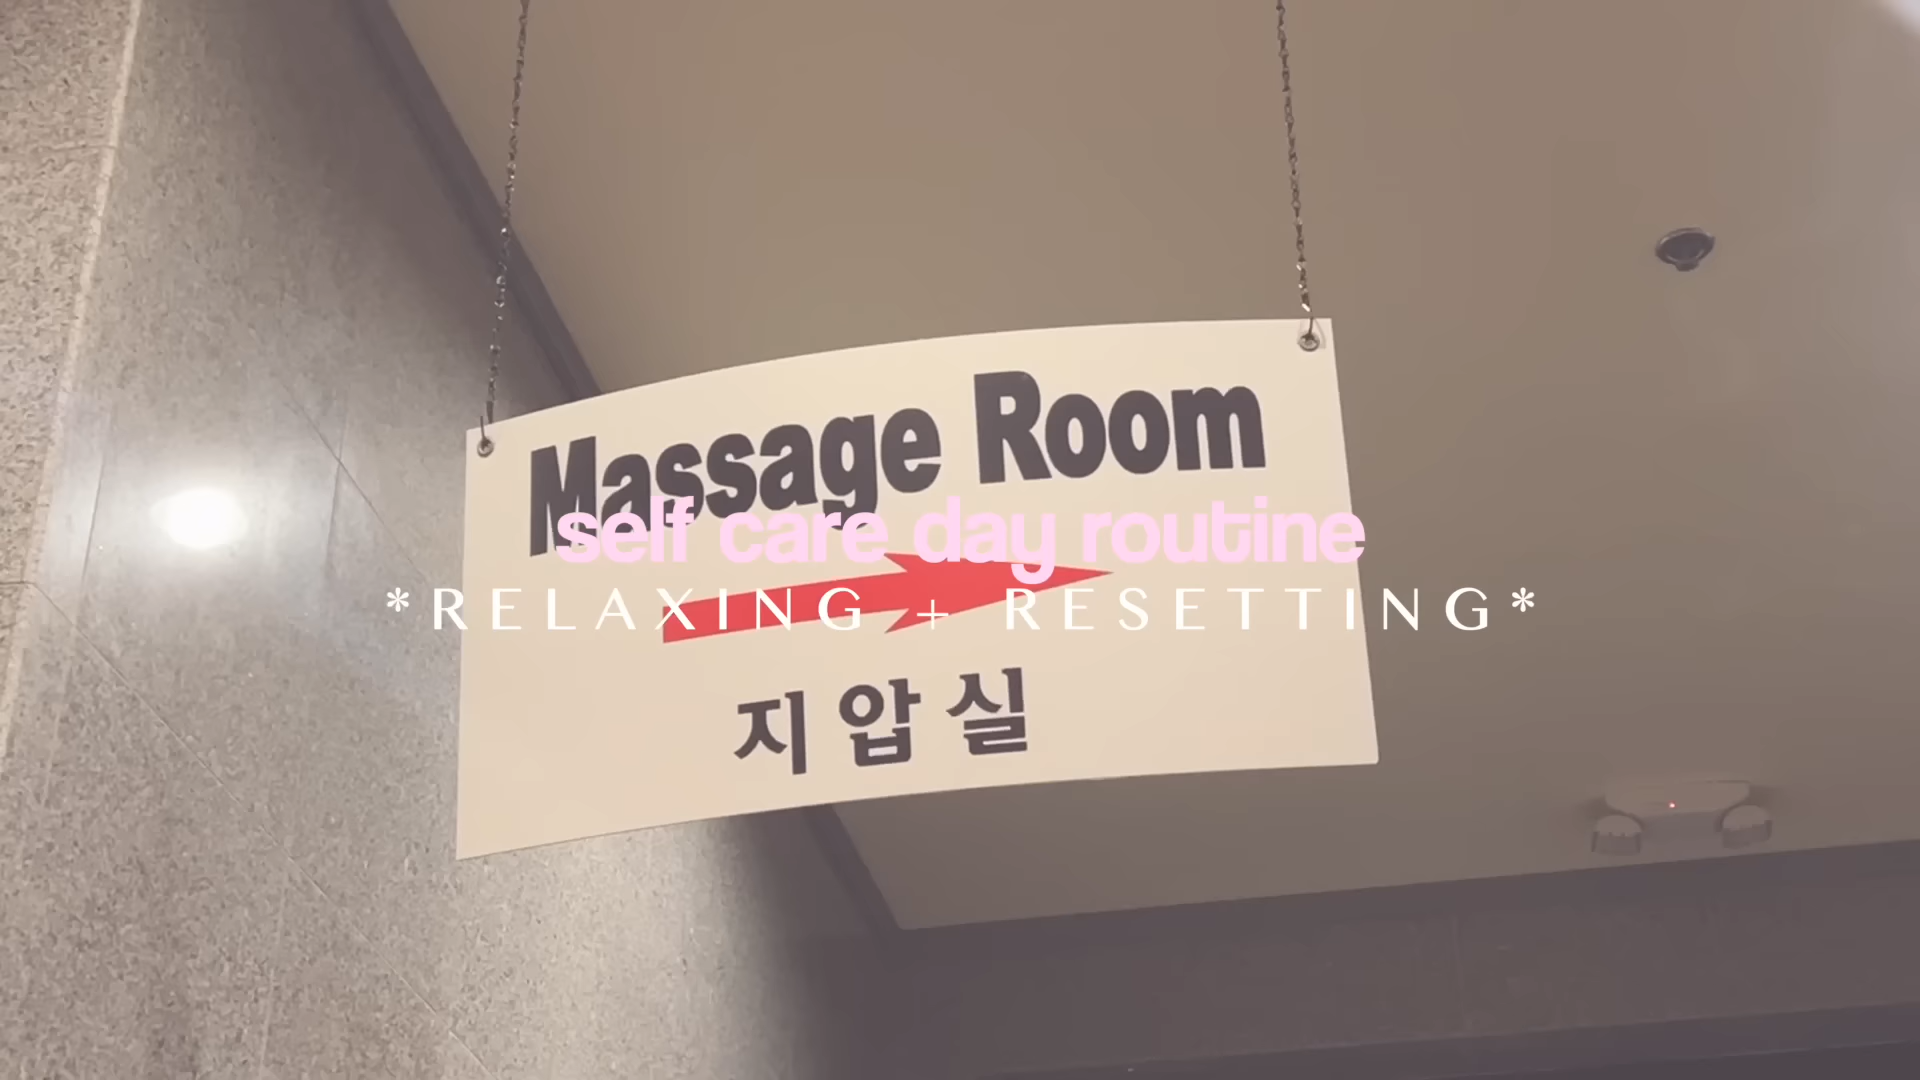 Massage Room
self care day routine
*RELAXING + RESETTING*
지압실